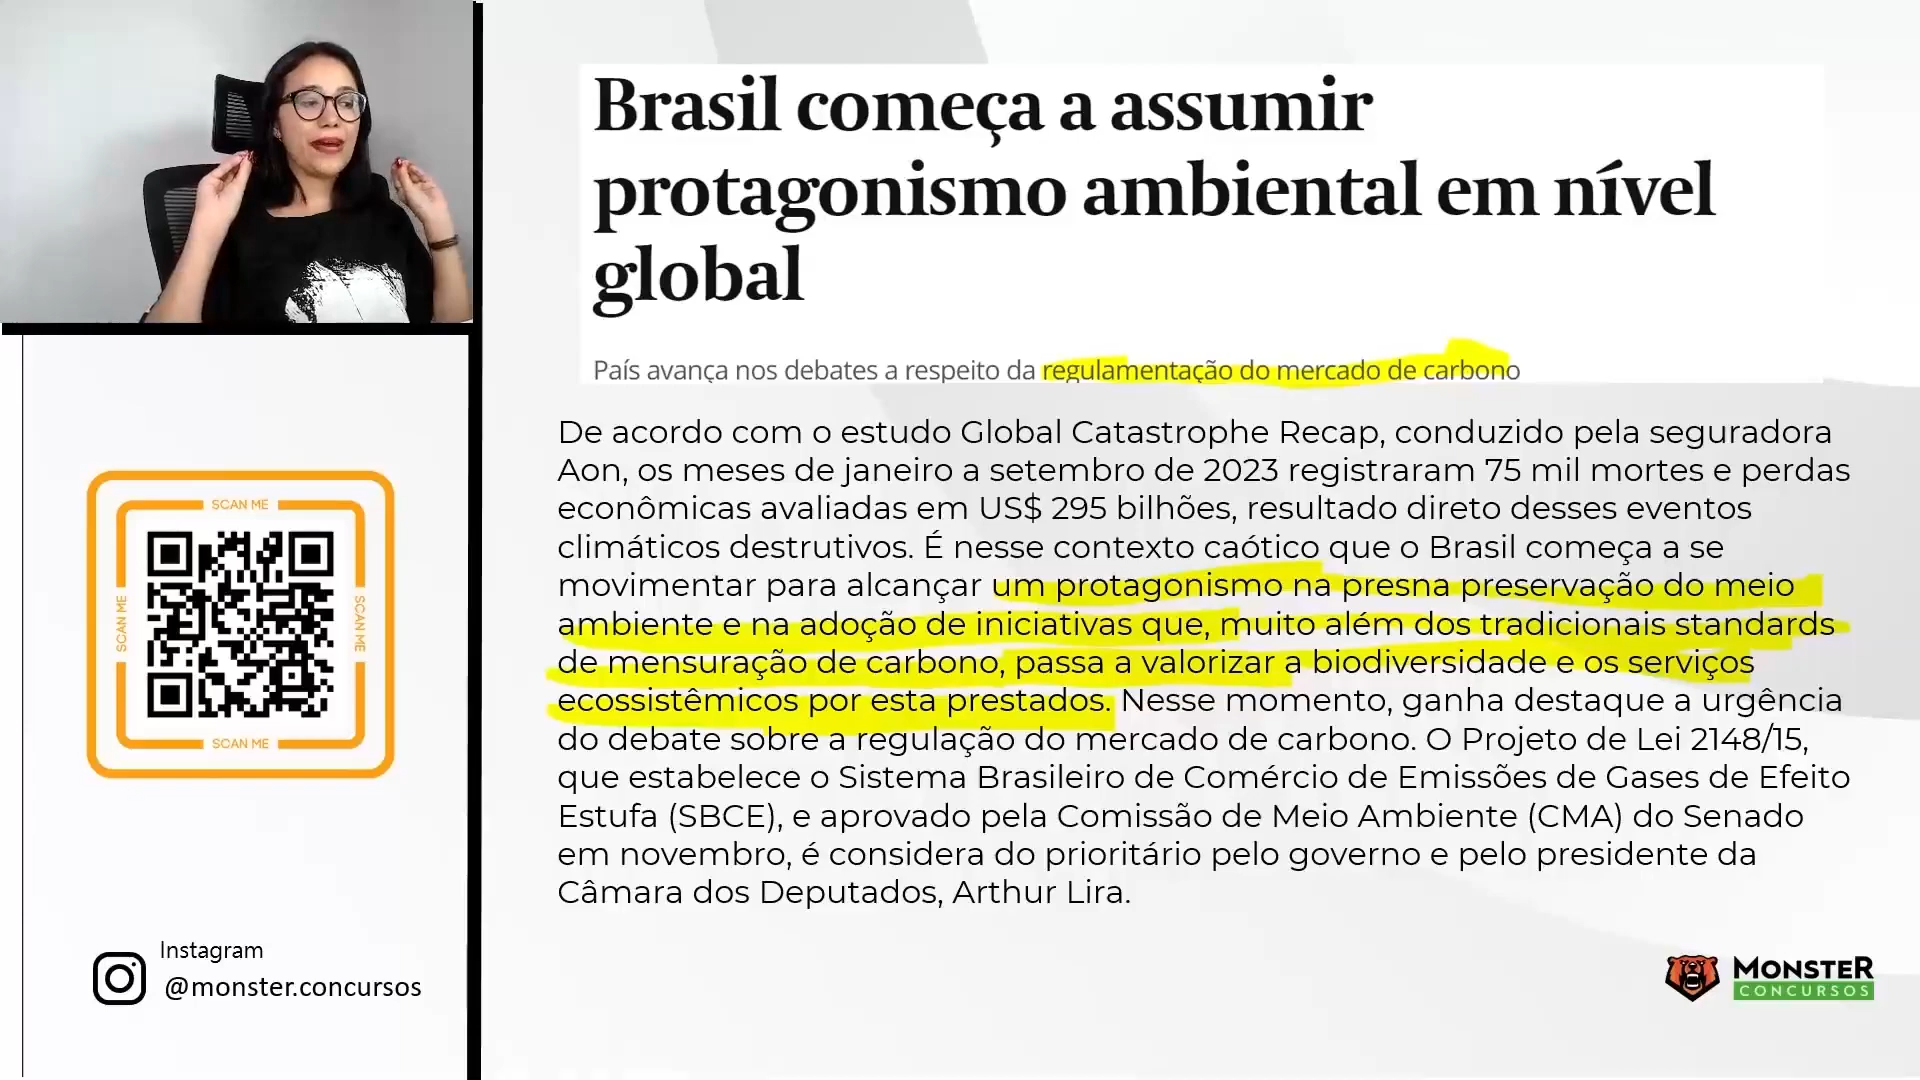 Brasil começa a assumir
protagonismo ambiental em nível
global
País avança nos debates a respeito da regulamentação do mercado de carbono
De acordo com o estudo Global Catastrophe Recap, conduzido pela seguradora
Aon, os meses de janeiro a setembro de 2023 registraram 75 mil mortes e perdas
econômicas avaliadas em US$ 295 bilhões, resultado direto desses eventos
climáticos destrutivos. É nesse contexto caótico que o Brasil começa a se
movimentar para alcançar um protagonismo na presna preservação do meio
ambiente e na adoção de iniciativas que, muito além dos tradicionais standards
de mensuração de carbono, passa a valorizar a biodiversidade e os serviços
ecossistêmicos por esta prestados. Nesse momento, ganha destaque a urgência
do debate sobre a regulação do mercado de carbono. O Projeto de Lei 2148/15,
que estabelece o Sistema Brasileiro de Comércio de Emissões de Gases de Efeito
Estufa (SBCE), e aprovado pela Comissão de Meio Ambiente (CMA) do Senado
em novembro, é considera do prioritário pelo governo e pelo presidente da
Câmara dos Deputados, Arthur Lira.
SCAN ME
SCAN ME
SCAN ME
SCAN ME
Instagram
@monster.concursos
MONSTER
CONCURSOS